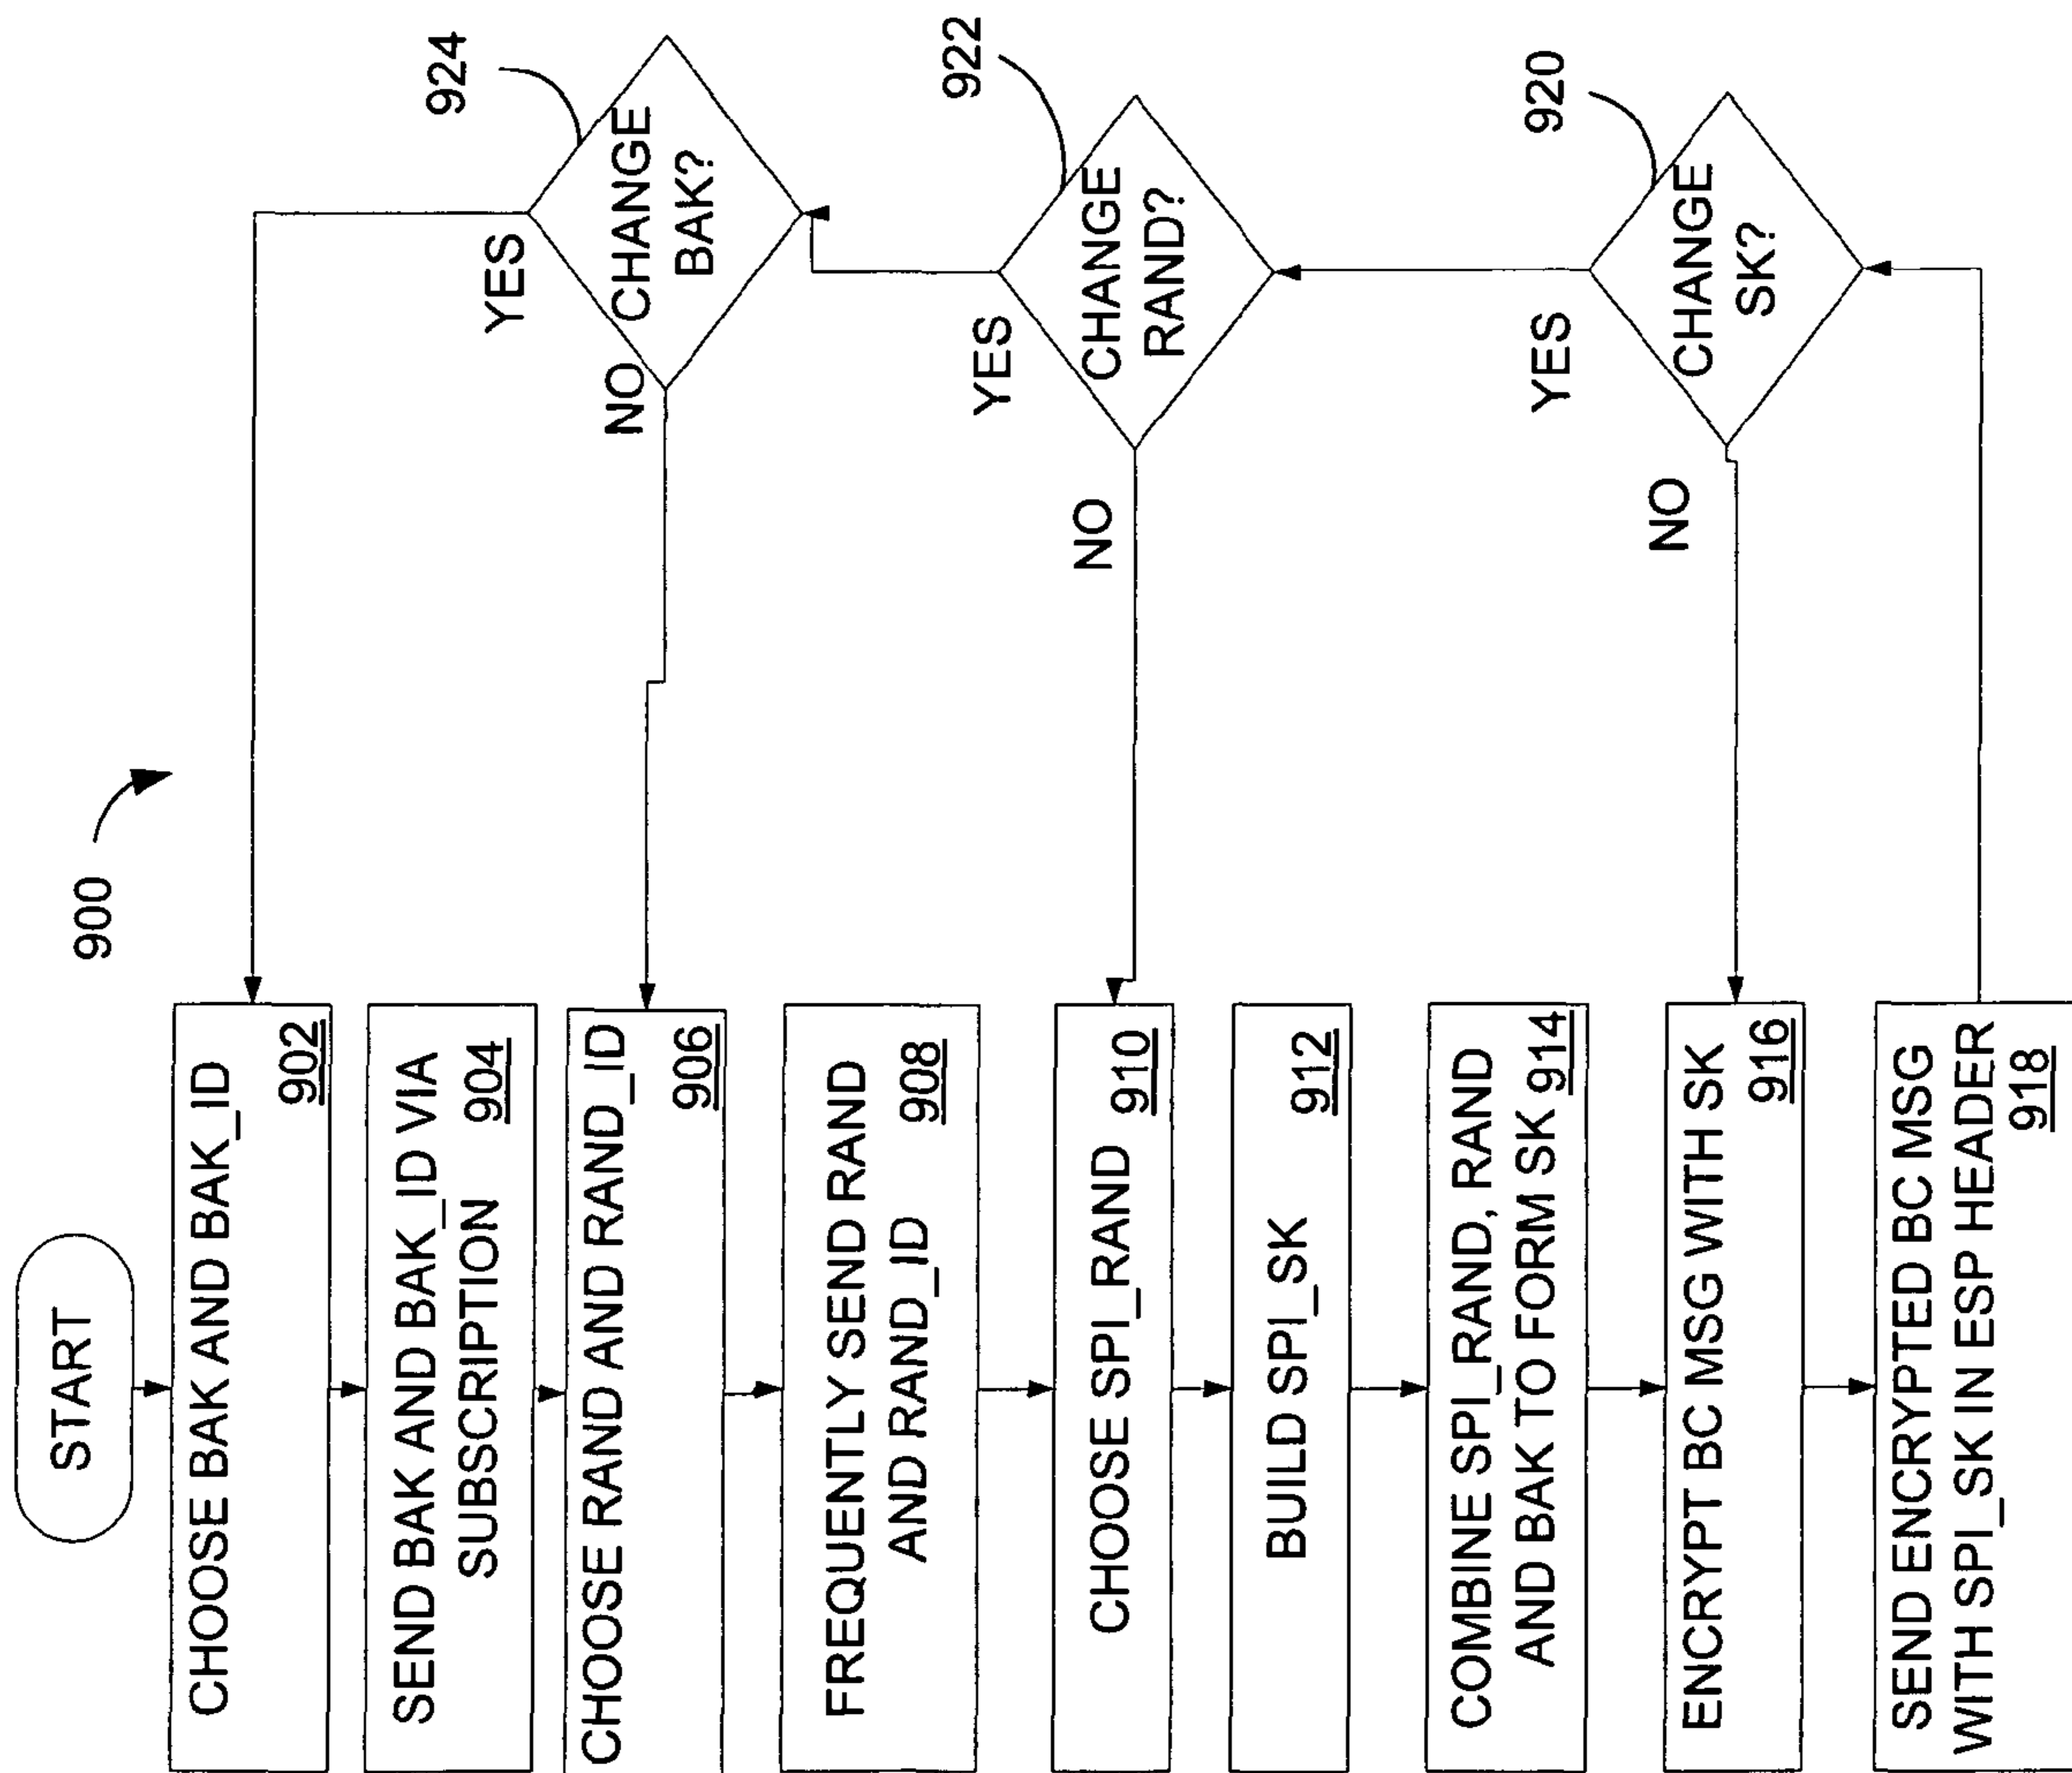 900
START
CHOOSE BAK AND BAK_ID
902
SEND BAK AND BAK_ID VIA
SUBSCRIPTION 904
CHOOSE RAND AND RAND_ID
906
FREQUENTLY SEND RAND
AND RAND_ID 908
CHOOSE SPI_RAND 910
BUILD SPI_SK 912
COMBINE SPI_RAND, RAND
AND BAK TO FORM SK 914
ENCRYPT BC MSG WITH SK
916
SEND ENCRYPTED BC MSG
WITH SPI_SK IN ESP HEADER
918
924
CHANGE
BAK?
YES
NO
922
CHANGE
RAND?
YES
NO
920
CHANGE
SK?
YES
NO